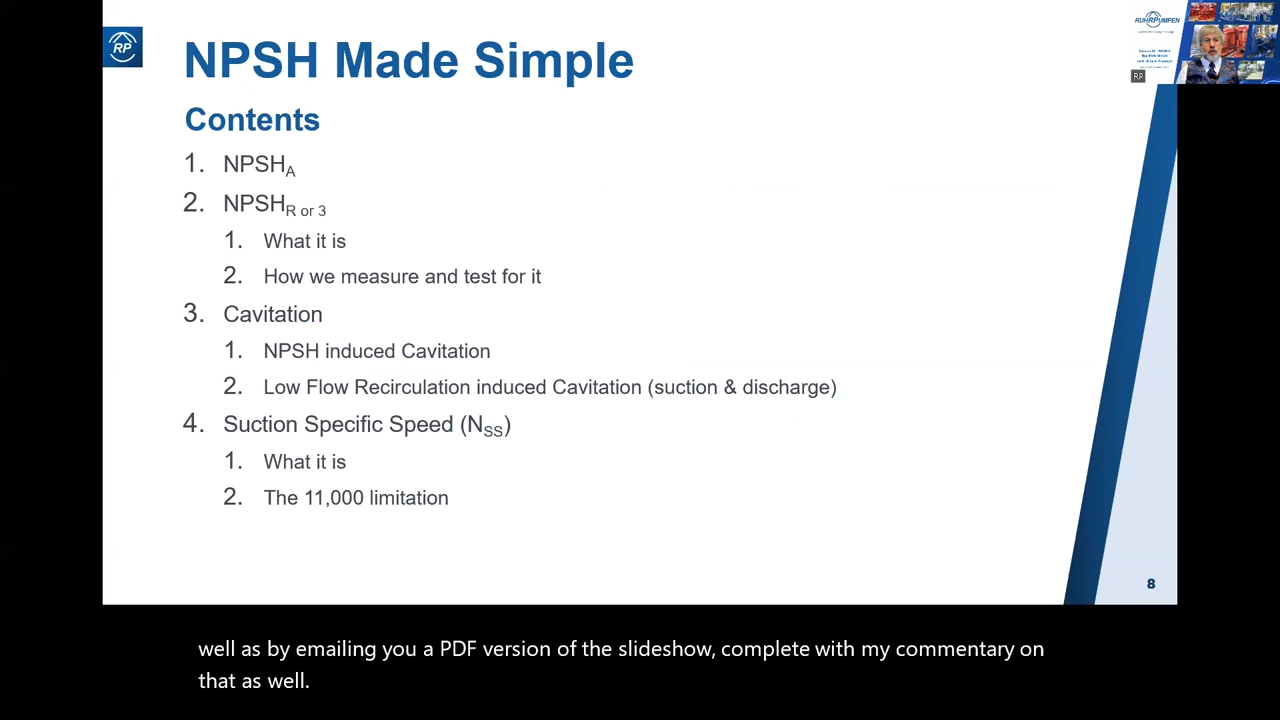 RP
NPSH Made Simple
RUHRPUMPEN
Contents
1. NPSHA
2. NPSHR or 3
1. What it is
2. How we measure and test for it
3. Cavitation
1. NPSH induced Cavitation
2. Low Flow Recirculation induced Cavitation (suction & discharge)
4. Suction Specific Speed (NSS)
1. What it is
2. The 11,000 limitation
RP
8
well as by emailing you a PDF version of the slideshow, complete with my commentary on
that as well.